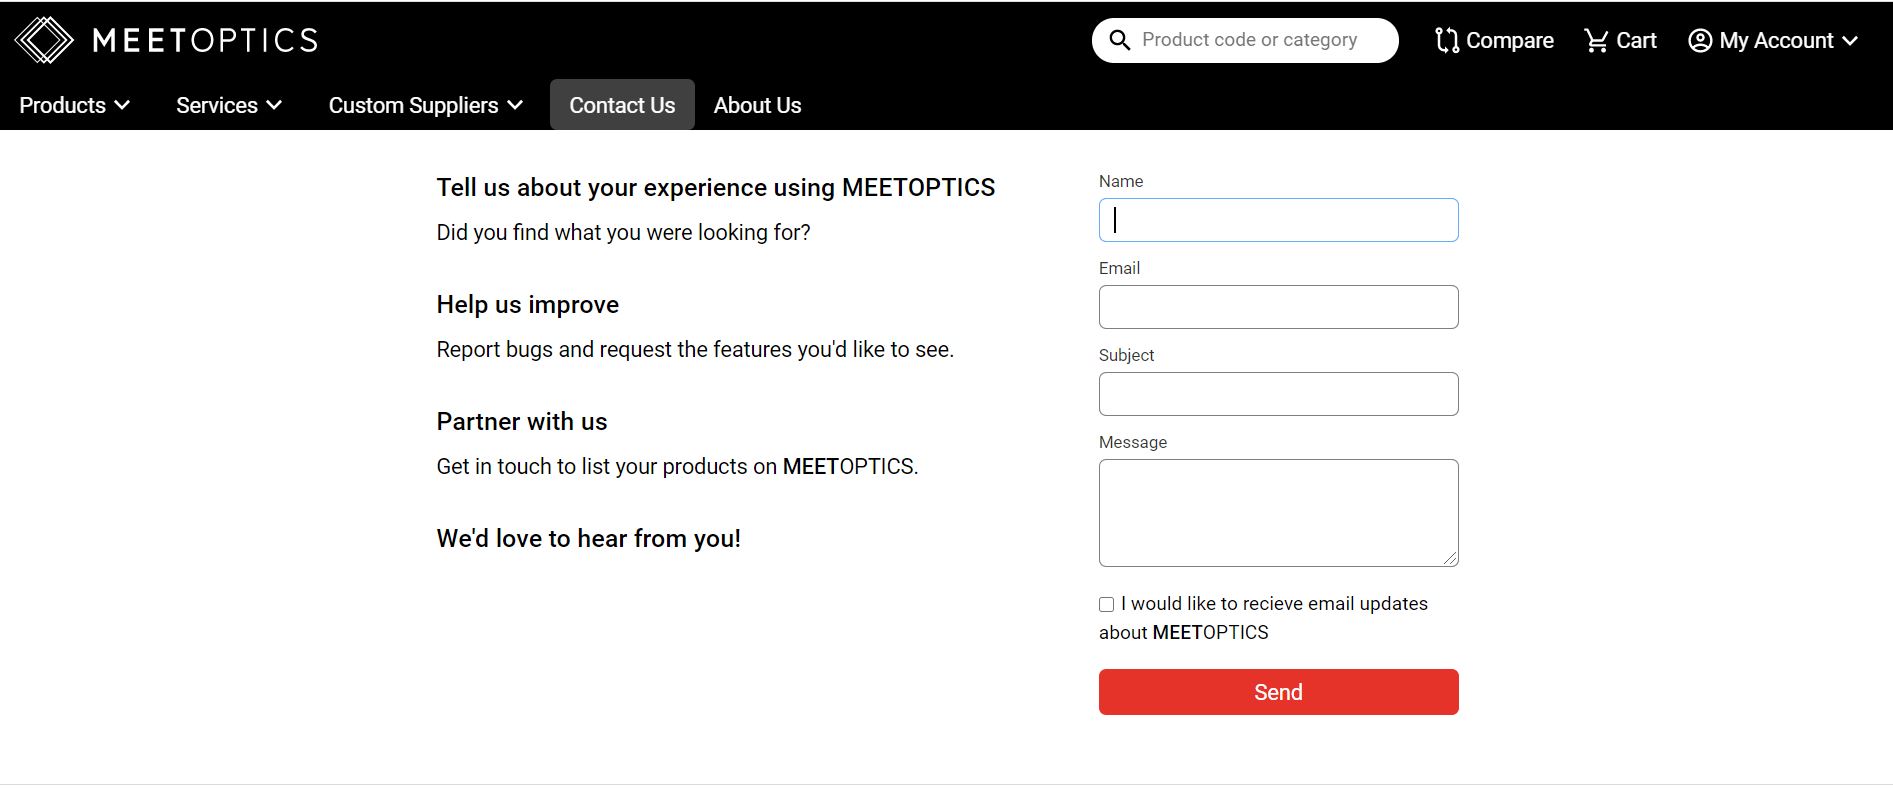 MEETOPTICS
Product code or category
Compare
Cart
My Account
Products
Services
Custom Suppliers
Contact Us
About Us
Tell us about your experience using MEETOPTICS
Did you find what you were looking for?
Help us improve
Report bugs and request the features you'd like to see.
Partner with us
Get in touch to list your products on MEETOPTICS.
We'd love to hear from you!
Name
Email
Subject
Message
I would like to recieve email updates
about MEETOPTICS
Send